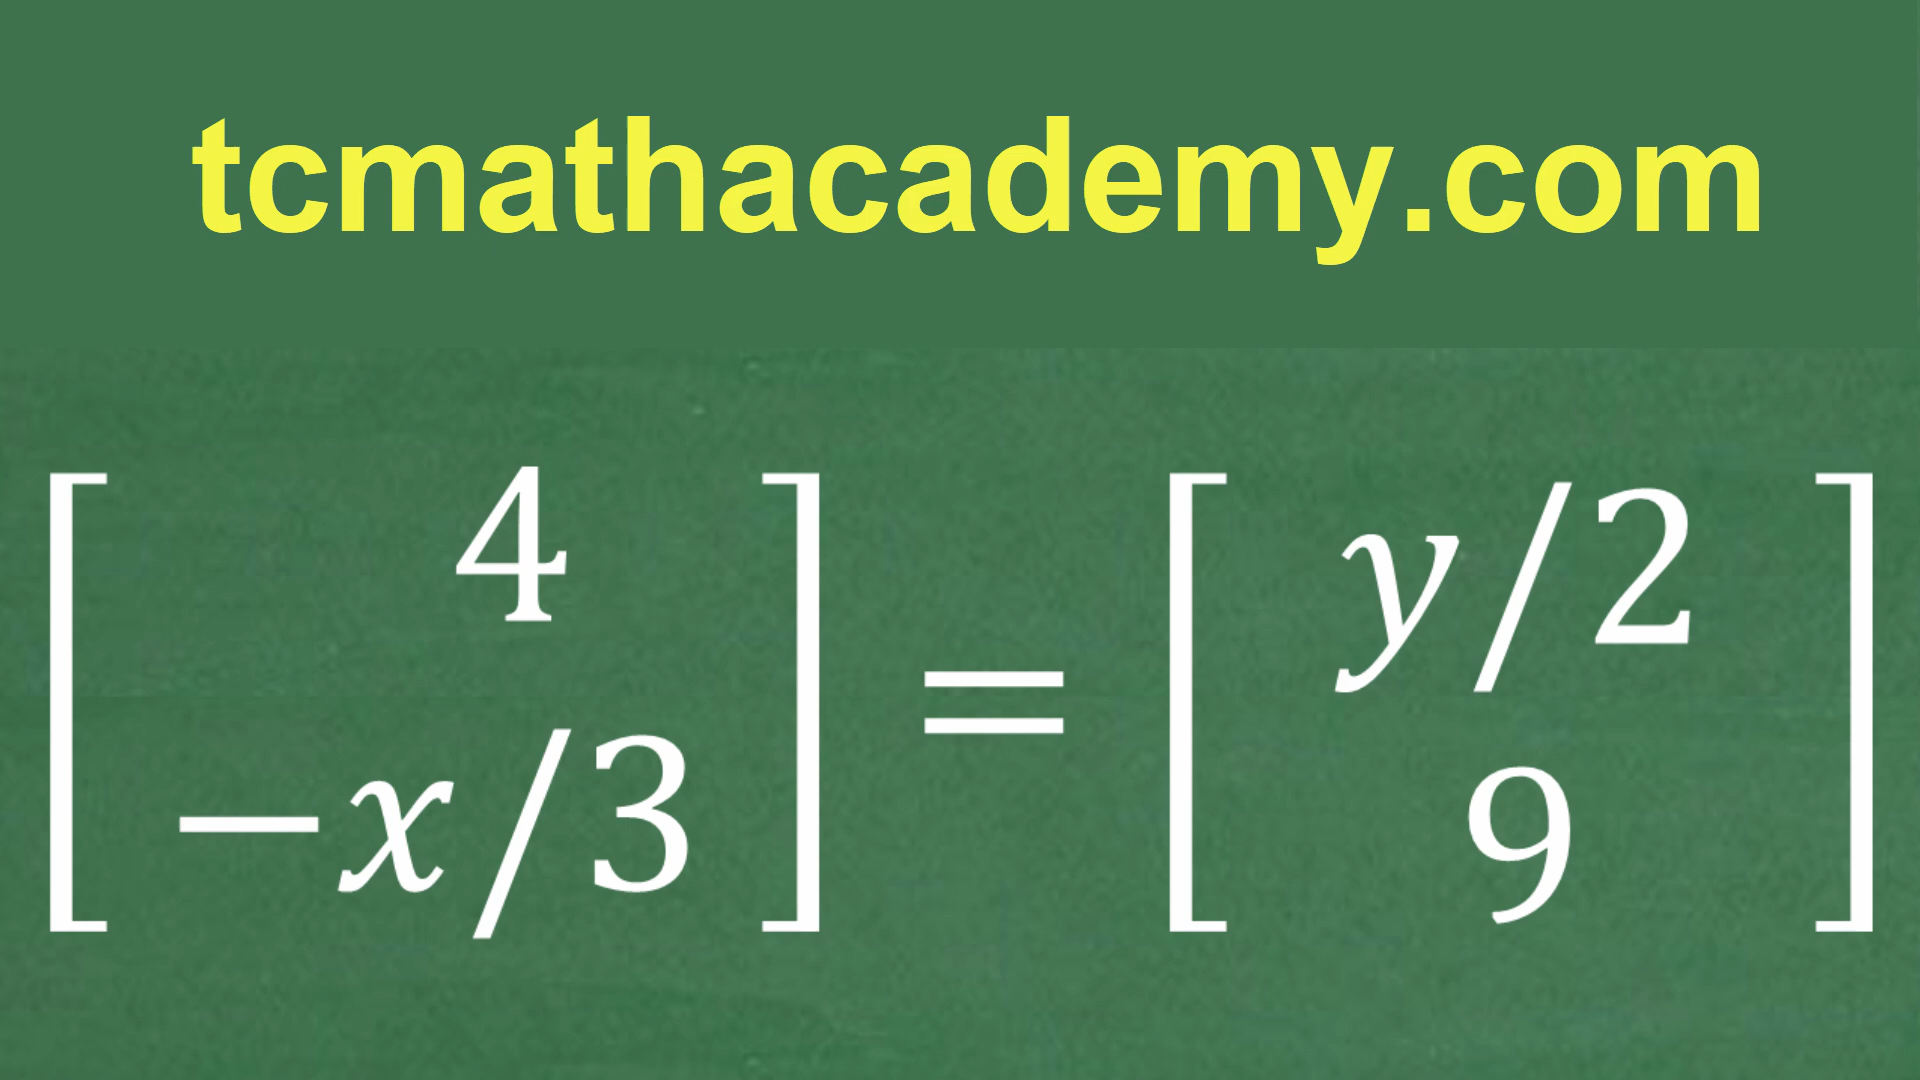 tcmathacademy.com
[ 4 ] = [ y/2 ]
[ −x/3 ] = [ 9 ]